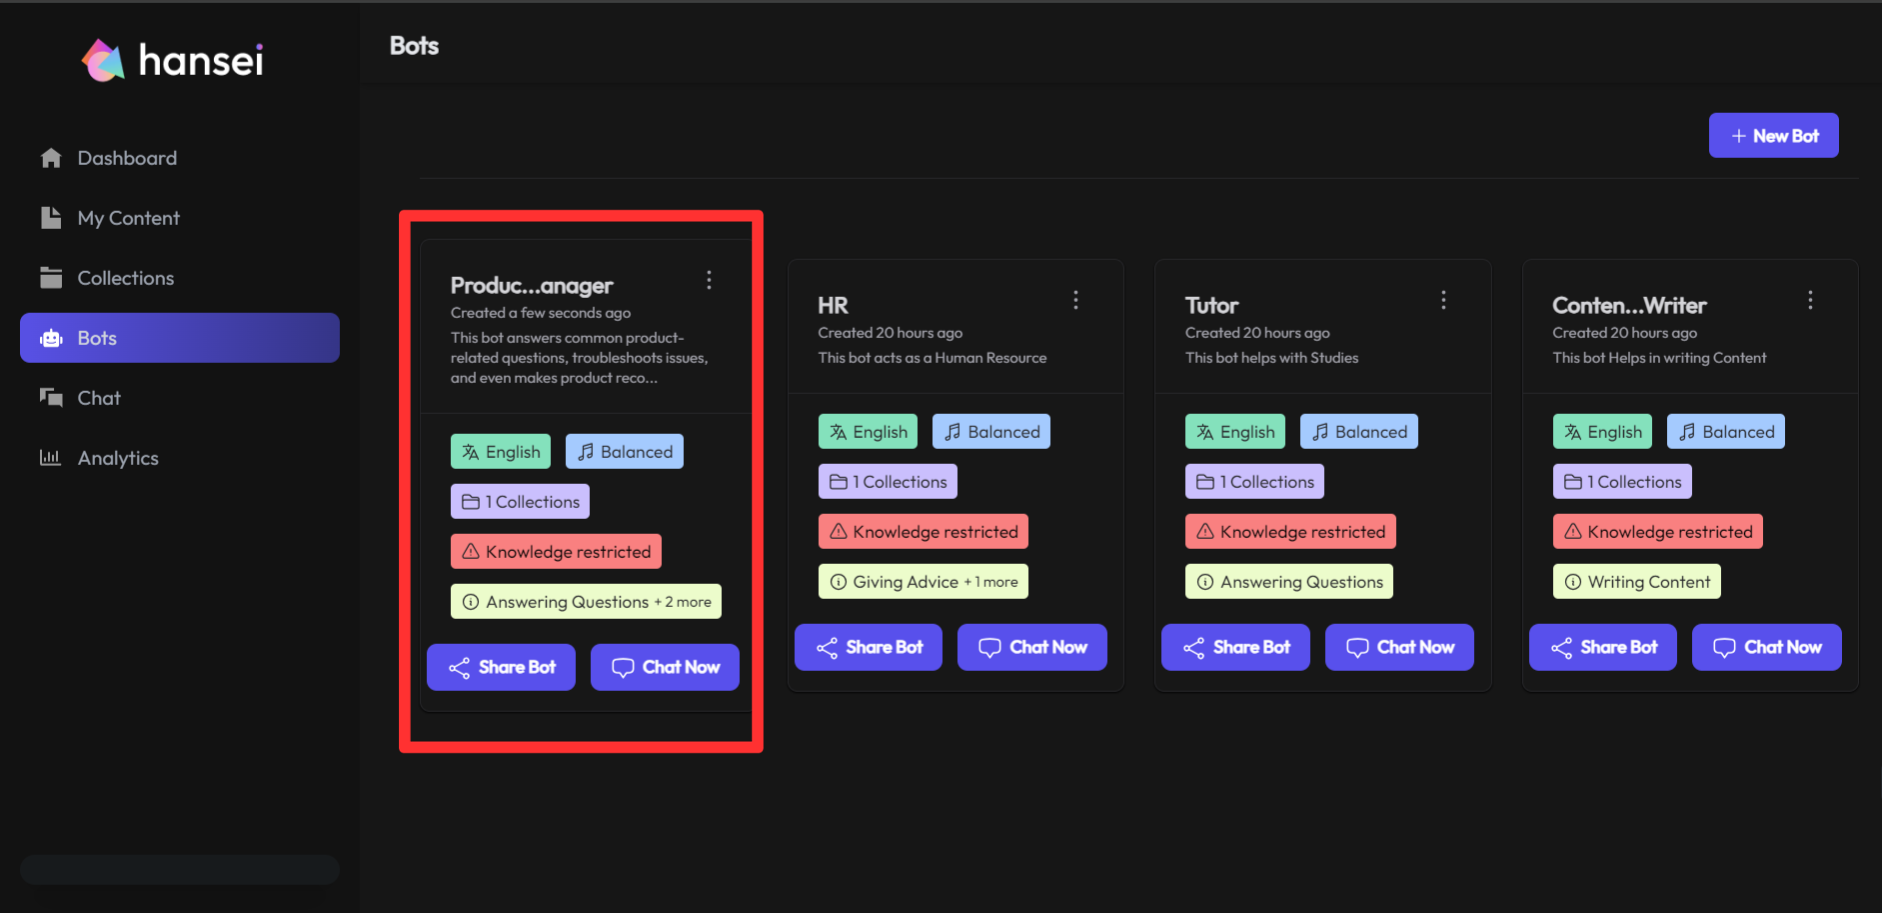 hansei
Dashboard
My Content
Collections
Bots
Chat
Analytics
Bots
+ New Bot
Produc...anager
Created a few seconds ago
This bot answers common product-
related questions, troubleshoots issues,
and even makes product reco...
English
Balanced
1 Collections
Knowledge restricted
Answering Questions + 2 more
Share Bot
Chat Now
HR
Created 20 hours ago
This bot acts as a Human Resource
English
Balanced
1 Collections
Knowledge restricted
Giving Advice + 1 more
Share Bot
Chat Now
Tutor
Created 20 hours ago
This bot helps with Studies
English
Balanced
1 Collections
Knowledge restricted
Answering Questions
Share Bot
Chat Now
Conten...Writer
Created 20 hours ago
This bot Helps in writing Content
English
Balanced
1 Collections
Knowledge restricted
Writing Content
Share Bot
Chat Now